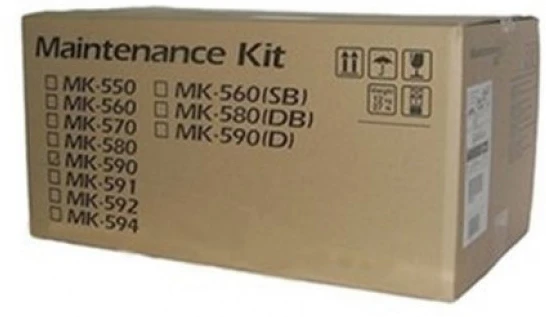 Maintenance Kit
MK-550
MK-560
MK-570
MK-580
MK-590
MK-591
MK-592
MK-594
MK-560(SB)
MK-580(DB)
MK-590(D)